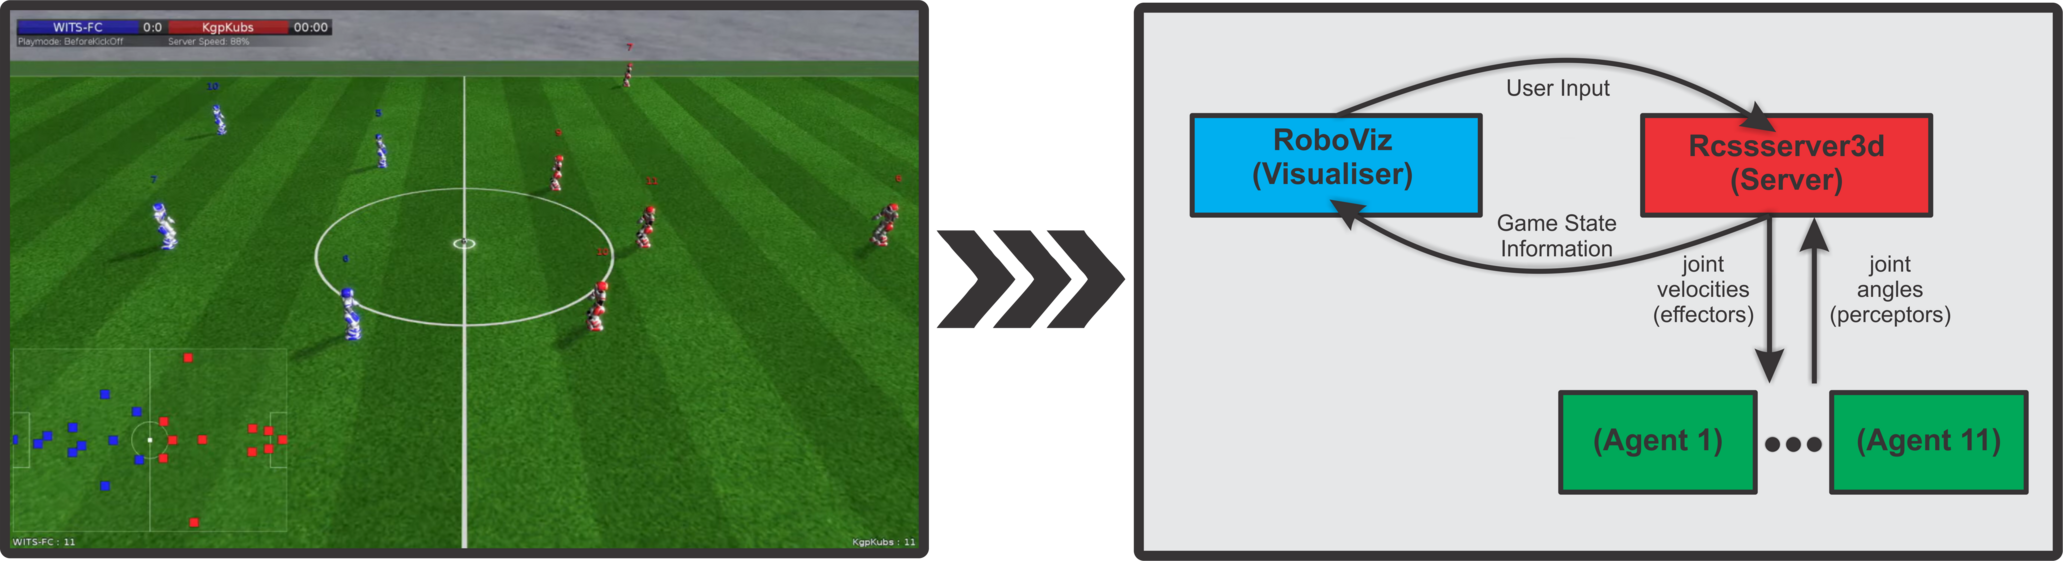 WITS-FC 0:0 KgpKubs 00:00
Playmode: BeforeKickOff Server Speed: 88%
7
10
5
9
7
11
8
10
6
WITS-FC : 11
KgpKubs : 11
User Input
RoboViz
(Visualiser)
Rcssserver3d
(Server)
Game State
Information
joint
velocities
(effectors)
joint
angles
(perceptors)
(Agent 1)
(Agent 11)